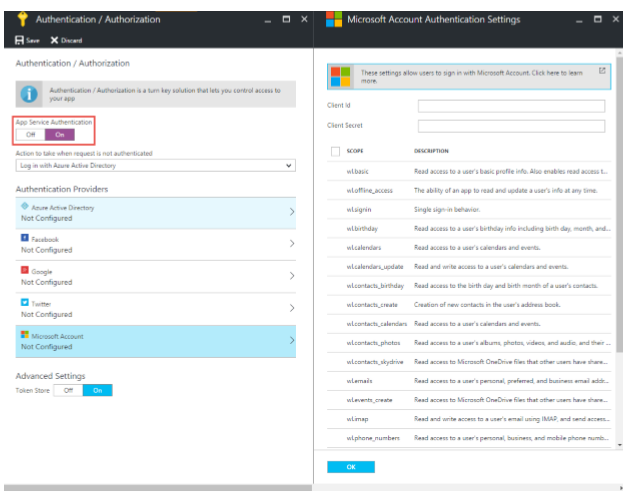 Authentication / Authorization
Save
Discard
Authentication / Authorization
Authentication / Authorization is a turn key solution that lets you control access to
your app
App Service Authentication
Off
On
Action to take when request is not authenticated
Log in with Azure Active Directory
Authentication Providers
Azure Active Directory
Not Configured
Facebook
Not Configured
Google
Not Configured
Twitter
Not Configured
Microsoft Account
Not Configured
Advanced Settings
Token Store
Off
On
Microsoft Account Authentication Settings
These settings allow users to sign in with Microsoft Account. Click here to learn
more.
Client Id
Client Secret
SCOPE DESCRIPTION
wl.basic Read access to a user's basic profile info. Also enables read access t...
wl.offline_access The ability of an app to read and update a user's info at any time.
wl.signin Single sign-in behavior.
wl.birthday Read access to a user's birthday info including birth day, month, and...
wl.calendars Read access to a user's calendars and events.
wl.calendars_update Read and write access to a user's calendars and events.
wl.contacts_birthday Read access to the birth day and birth month of a user's contacts.
wl.contacts_create Creation of new contacts in the user's address book.
wl.contacts_calendars Read access to a user's calendars and events.
wl.contacts_photos Read access to a user's albums, photos, videos, and audio, and their ...
wl.contacts_skydrive Read access to Microsoft OneDrive files that other users have share...
wl.emails Read access to a user's personal, preferred, and business email addr...
wl.events_create Read access to Microsoft OneDrive files that other users have share...
wl.imap Read and write access to a user's email using IMAP, and send access...
wl.phone_numbers Read access to a user's personal, business, and mobile phone numb...
OK